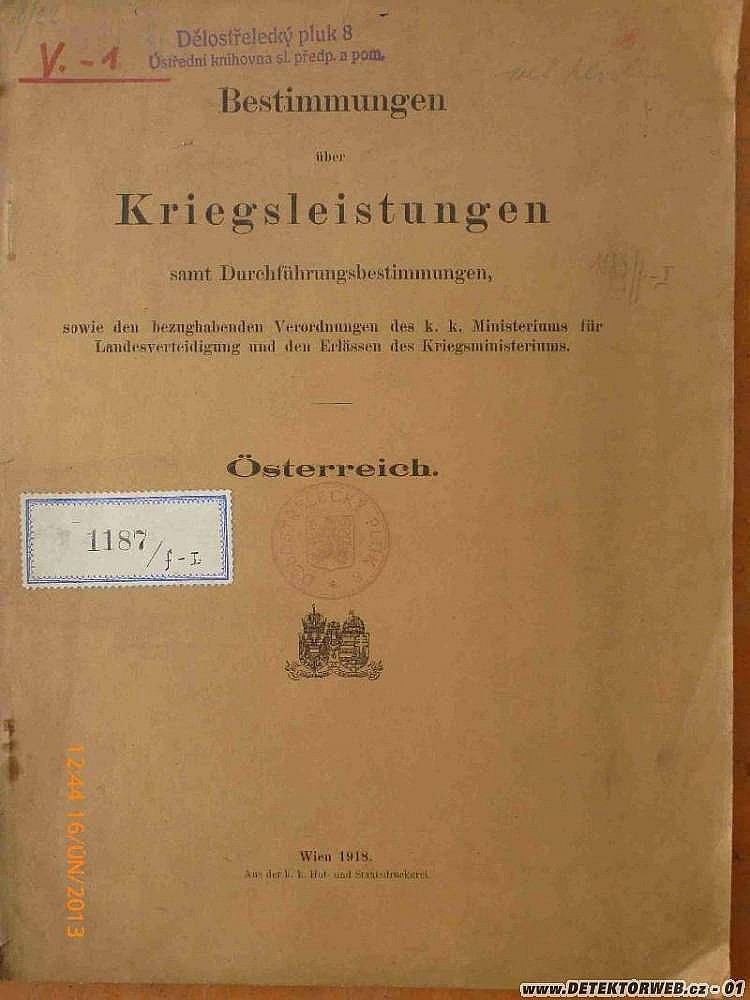 V. - 1
Dělostřelecký pluk 8
Ústřední knihovna sl. předp. a pom.
Bestimmungen
über
Kriegsleistungen
samt Durchführungsbestimmungen,
sowie den bezughabenden Verordnungen des k. k. Ministeriums für
Landesverteidigung und den Erlässen des Kriegsministeriums.
Österreich.
1187/f-I
PLUK
Wien 1918.
Aus der k. k. Hof- und Staatsdruckerei.
12:44 16/ÚN/2013
www.DETEKTORWEB.cz - 01